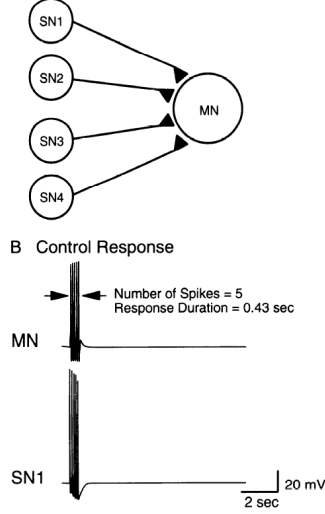 SN1
SN2
MN
SN3
SN4
B Control Response
Number of Spikes = 5
Response Duration = 0.43 sec
MN
SN1
20 mV
2 sec